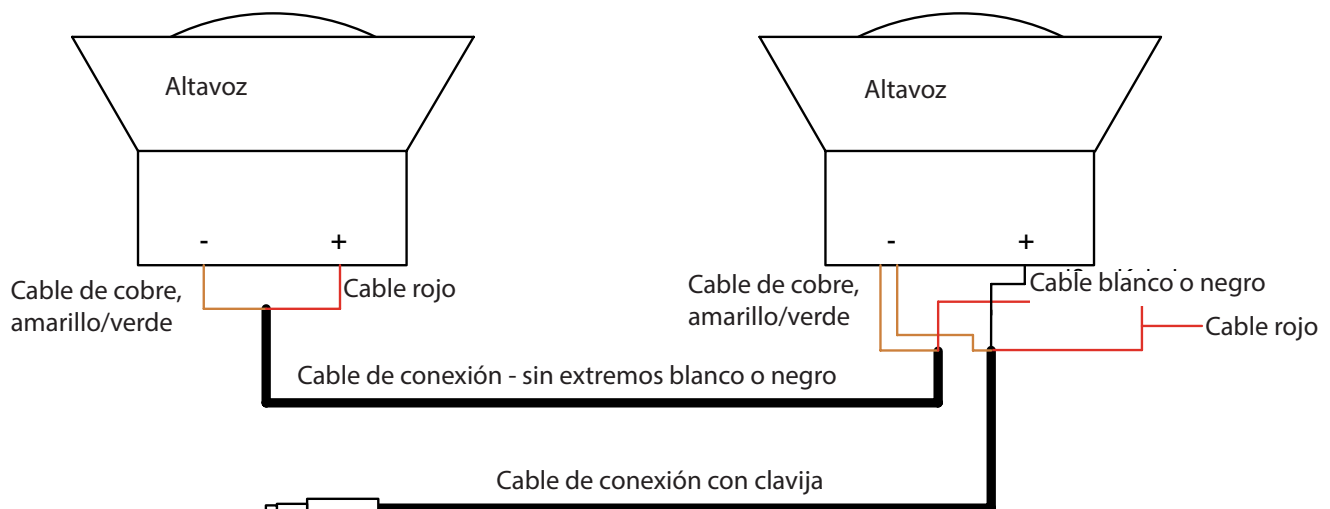 Altavoz
Altavoz
- +
- +
Cable de cobre,
amarillo/verde
Cable rojo
Cable de cobre,
amarillo/verde
Cable blanco o negro
Cable rojo
Cable de conexión - sin extremos blanco o negro
Cable de conexión con clavija